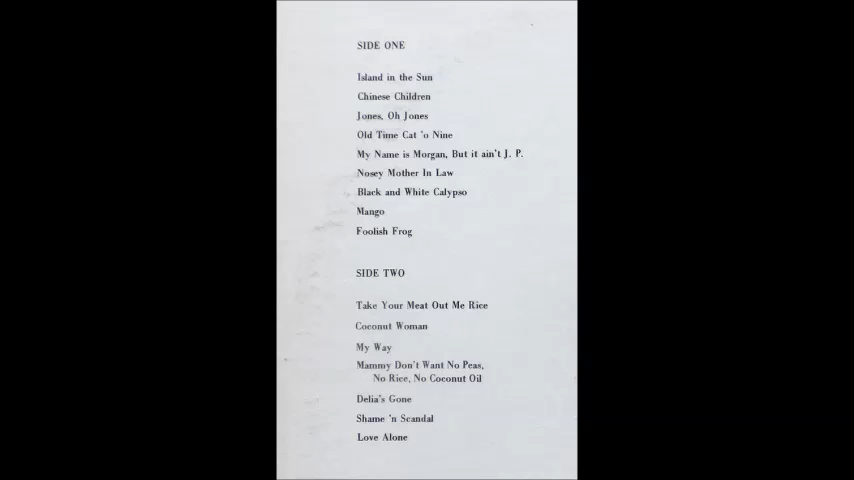 SIDE ONE
Island in the Sun
Chinese Children
Jones, Oh Jones
Old Time Cat 'o Nine
My Name is Morgan, But it ain't J. P.
Nosey Mother In Law
Black and White Calypso
Mango
Foolish Frog
SIDE TWO
Take Your Meat Out Me Rice
Coconut Woman
My Way
Mammy Don't Want No Peas,
No Rice, No Coconut Oil
Delia's Gone
Shame 'n Scandal
Love Alone